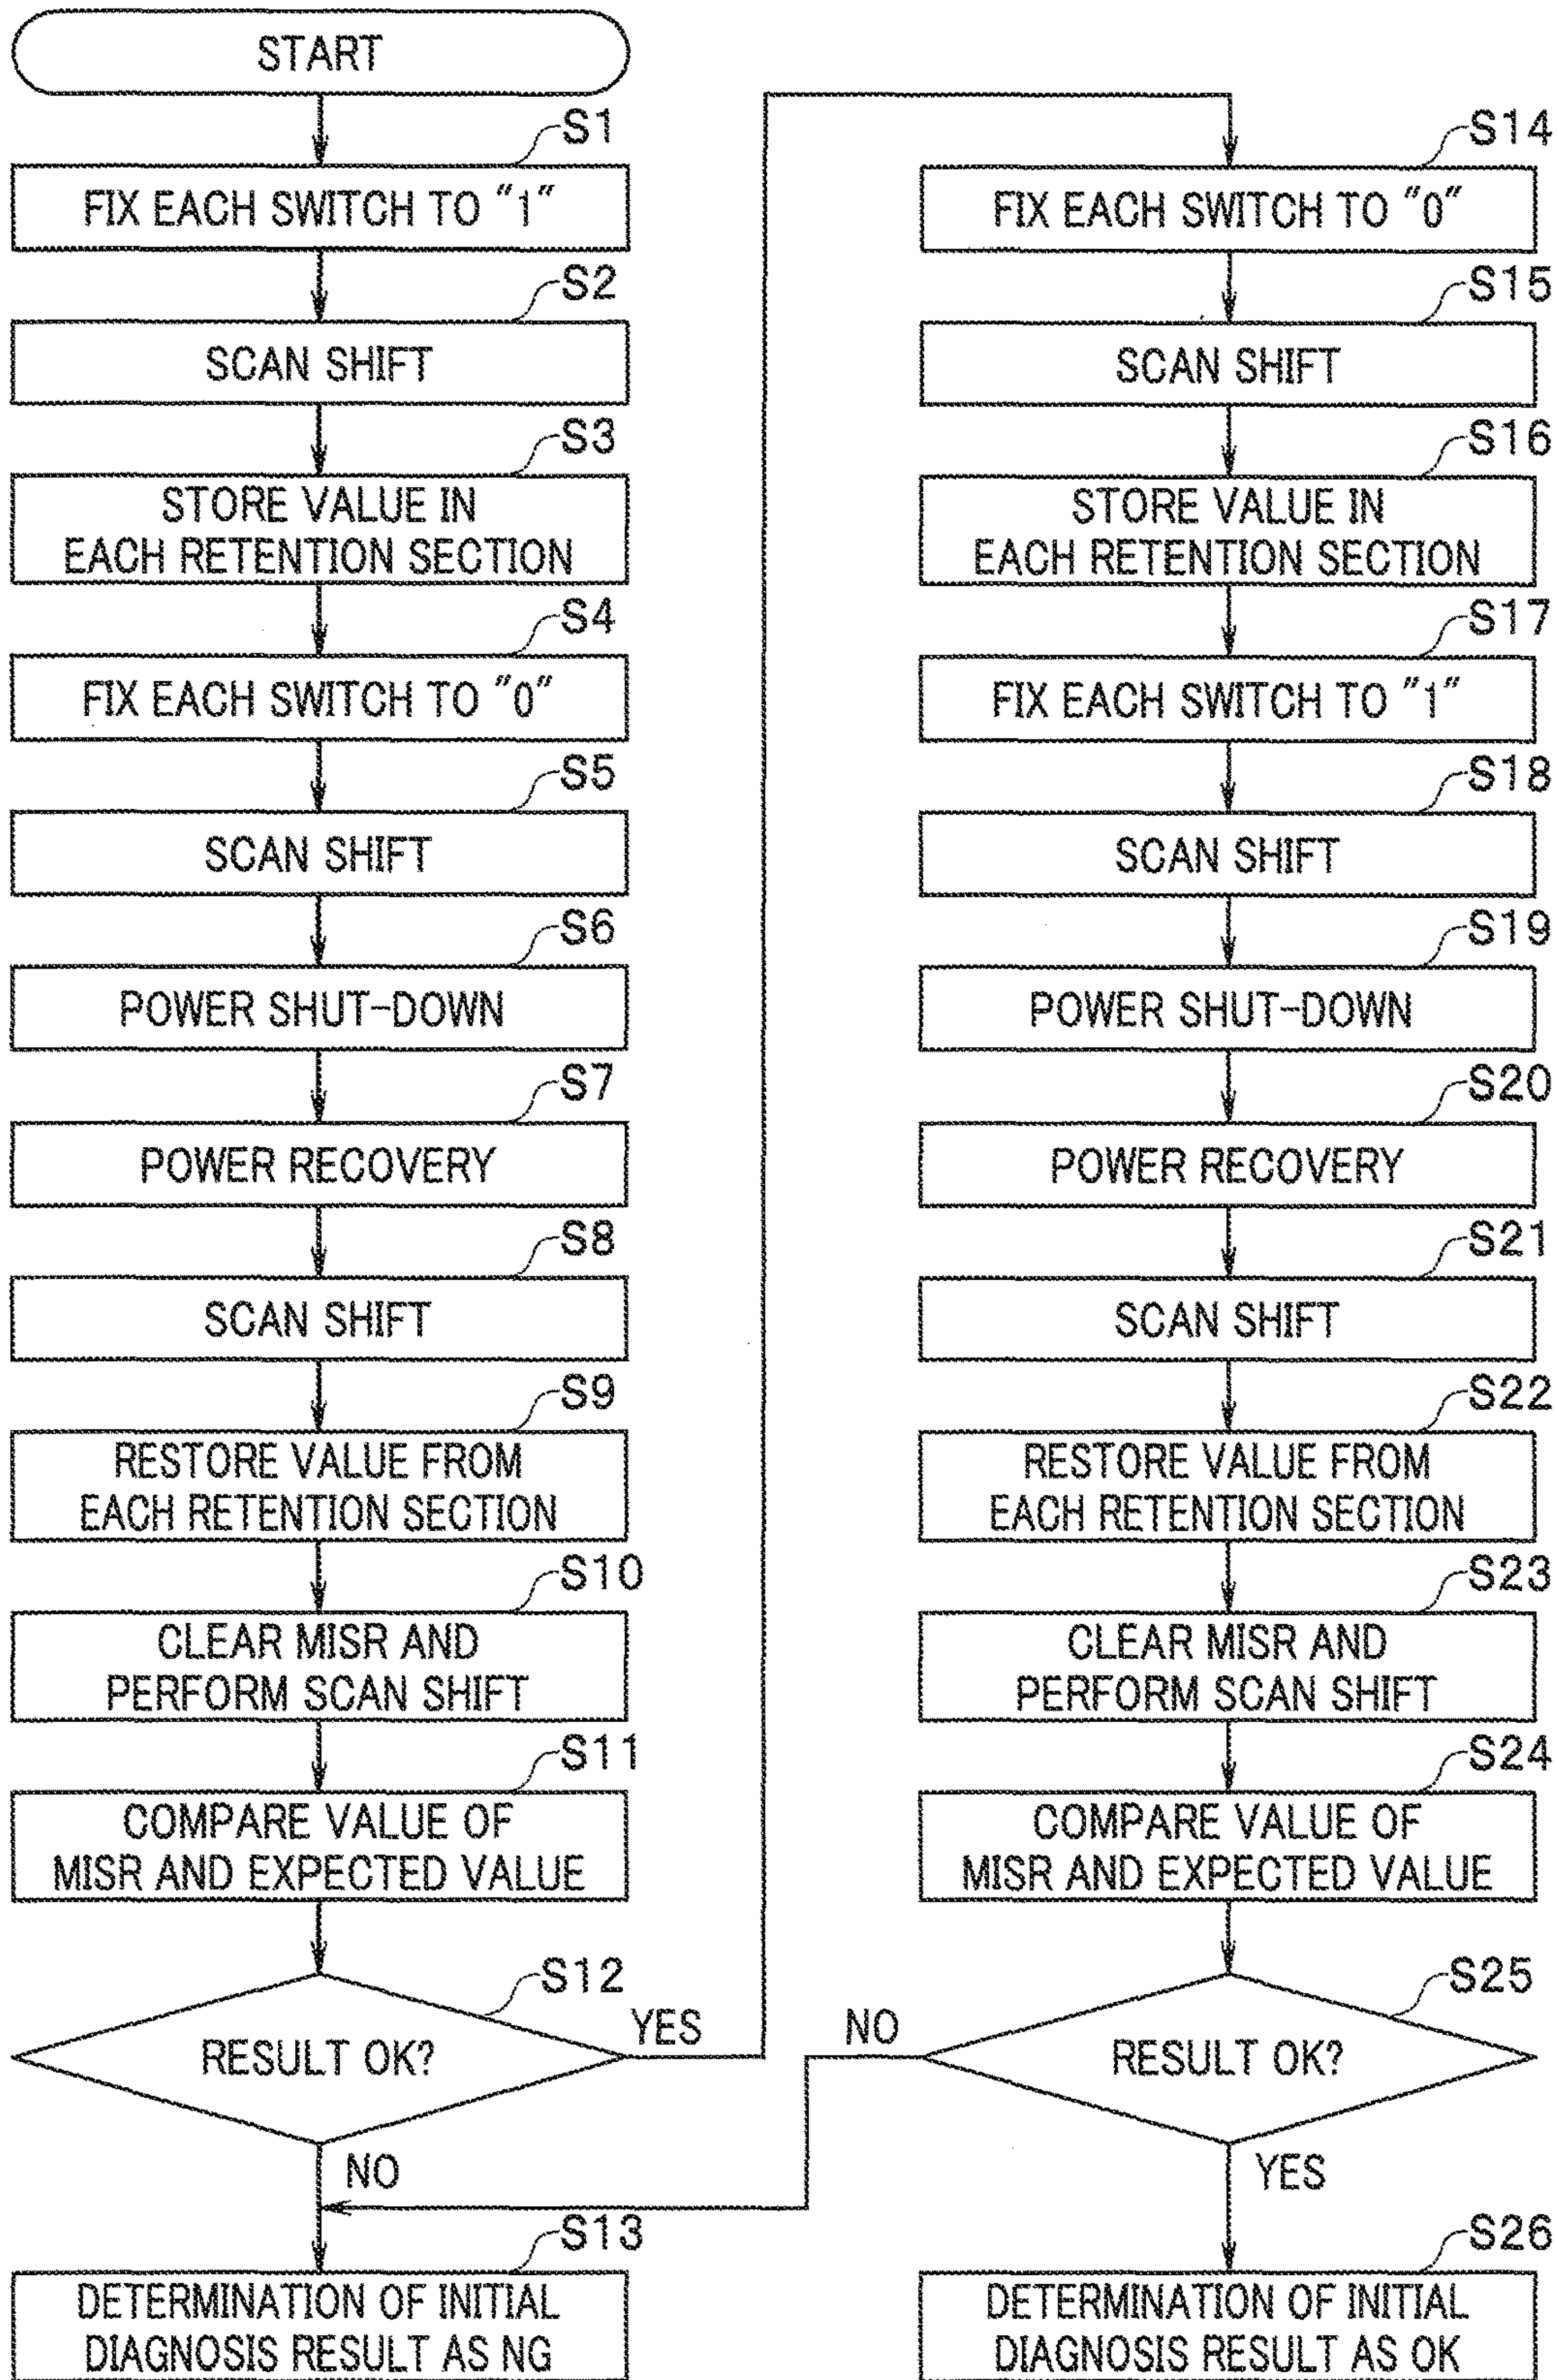 START
S1
FIX EACH SWITCH TO "1"
S2
SCAN SHIFT
S3
STORE VALUE IN
EACH RETENTION SECTION
S4
FIX EACH SWITCH TO "0"
S5
SCAN SHIFT
S6
POWER SHUT-DOWN
S7
POWER RECOVERY
S8
SCAN SHIFT
S9
RESTORE VALUE FROM
EACH RETENTION SECTION
S10
CLEAR MISR AND
PERFORM SCAN SHIFT
S11
COMPARE VALUE OF
MISR AND EXPECTED VALUE
S12
RESULT OK?
YES
NO
S13
DETERMINATION OF INITIAL
DIAGNOSIS RESULT AS NG
S14
FIX EACH SWITCH TO "0"
S15
SCAN SHIFT
S16
STORE VALUE IN
EACH RETENTION SECTION
S17
FIX EACH SWITCH TO "1"
S18
SCAN SHIFT
S19
POWER SHUT-DOWN
S20
POWER RECOVERY
S21
SCAN SHIFT
S22
RESTORE VALUE FROM
EACH RETENTION SECTION
S23
CLEAR MISR AND
PERFORM SCAN SHIFT
S24
COMPARE VALUE OF
MISR AND EXPECTED VALUE
S25
RESULT OK?
NO
YES
S26
DETERMINATION OF INITIAL
DIAGNOSIS RESULT AS OK